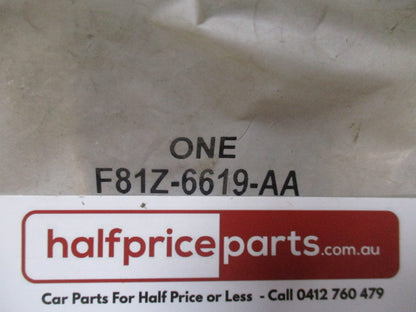 ONE
F81Z-6619-AA
halfpriceparts.com.au
Car Parts For Half Price or Less - Call 0412 760 479